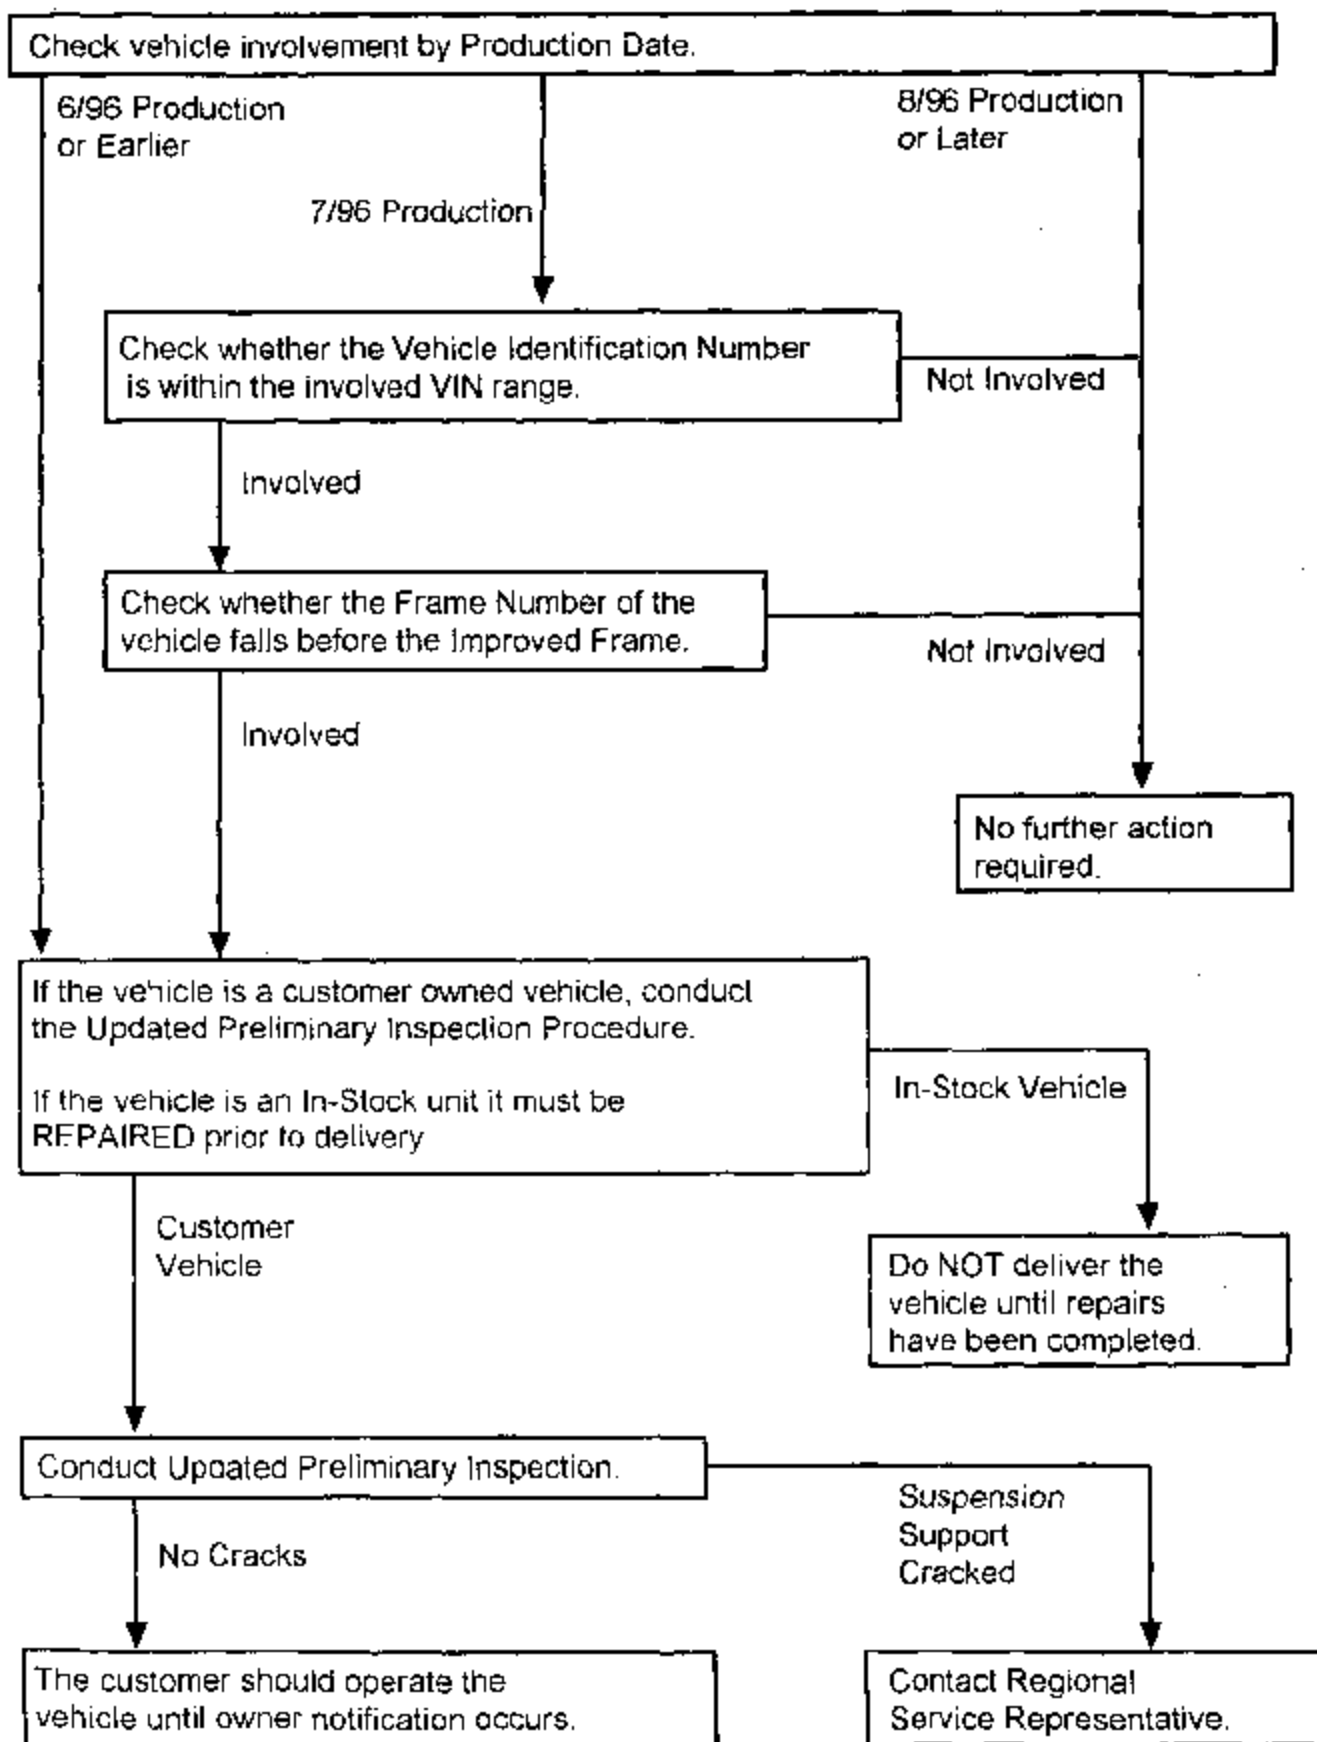 Check vehicle involvement by Production Date.
6/96 Production
or Earlier
8/96 Production
or Later
7/96 Production
Check whether the Vehicle Identification Number
is within the involved VIN range.
Not Involved
Involved
Check whether the Frame Number of the
vehicle falls before the Improved Frame.
Not Involved
Involved
No further action
required.
If the vehicle is a customer owned vehicle, conduct
the Updated Preliminary Inspection Procedure.
If the vehicle is an In-Stock unit it must be
REPAIRED prior to delivery
In-Stock Vehicle
Customer
Vehicle
Do NOT deliver the
vehicle until repairs
have been completed.
Conduct Updated Preliminary Inspection.
Suspension
Support
Cracked
No Cracks
The customer should operate the
vehicle until owner notification occurs.
Contact Regional
Service Representative.